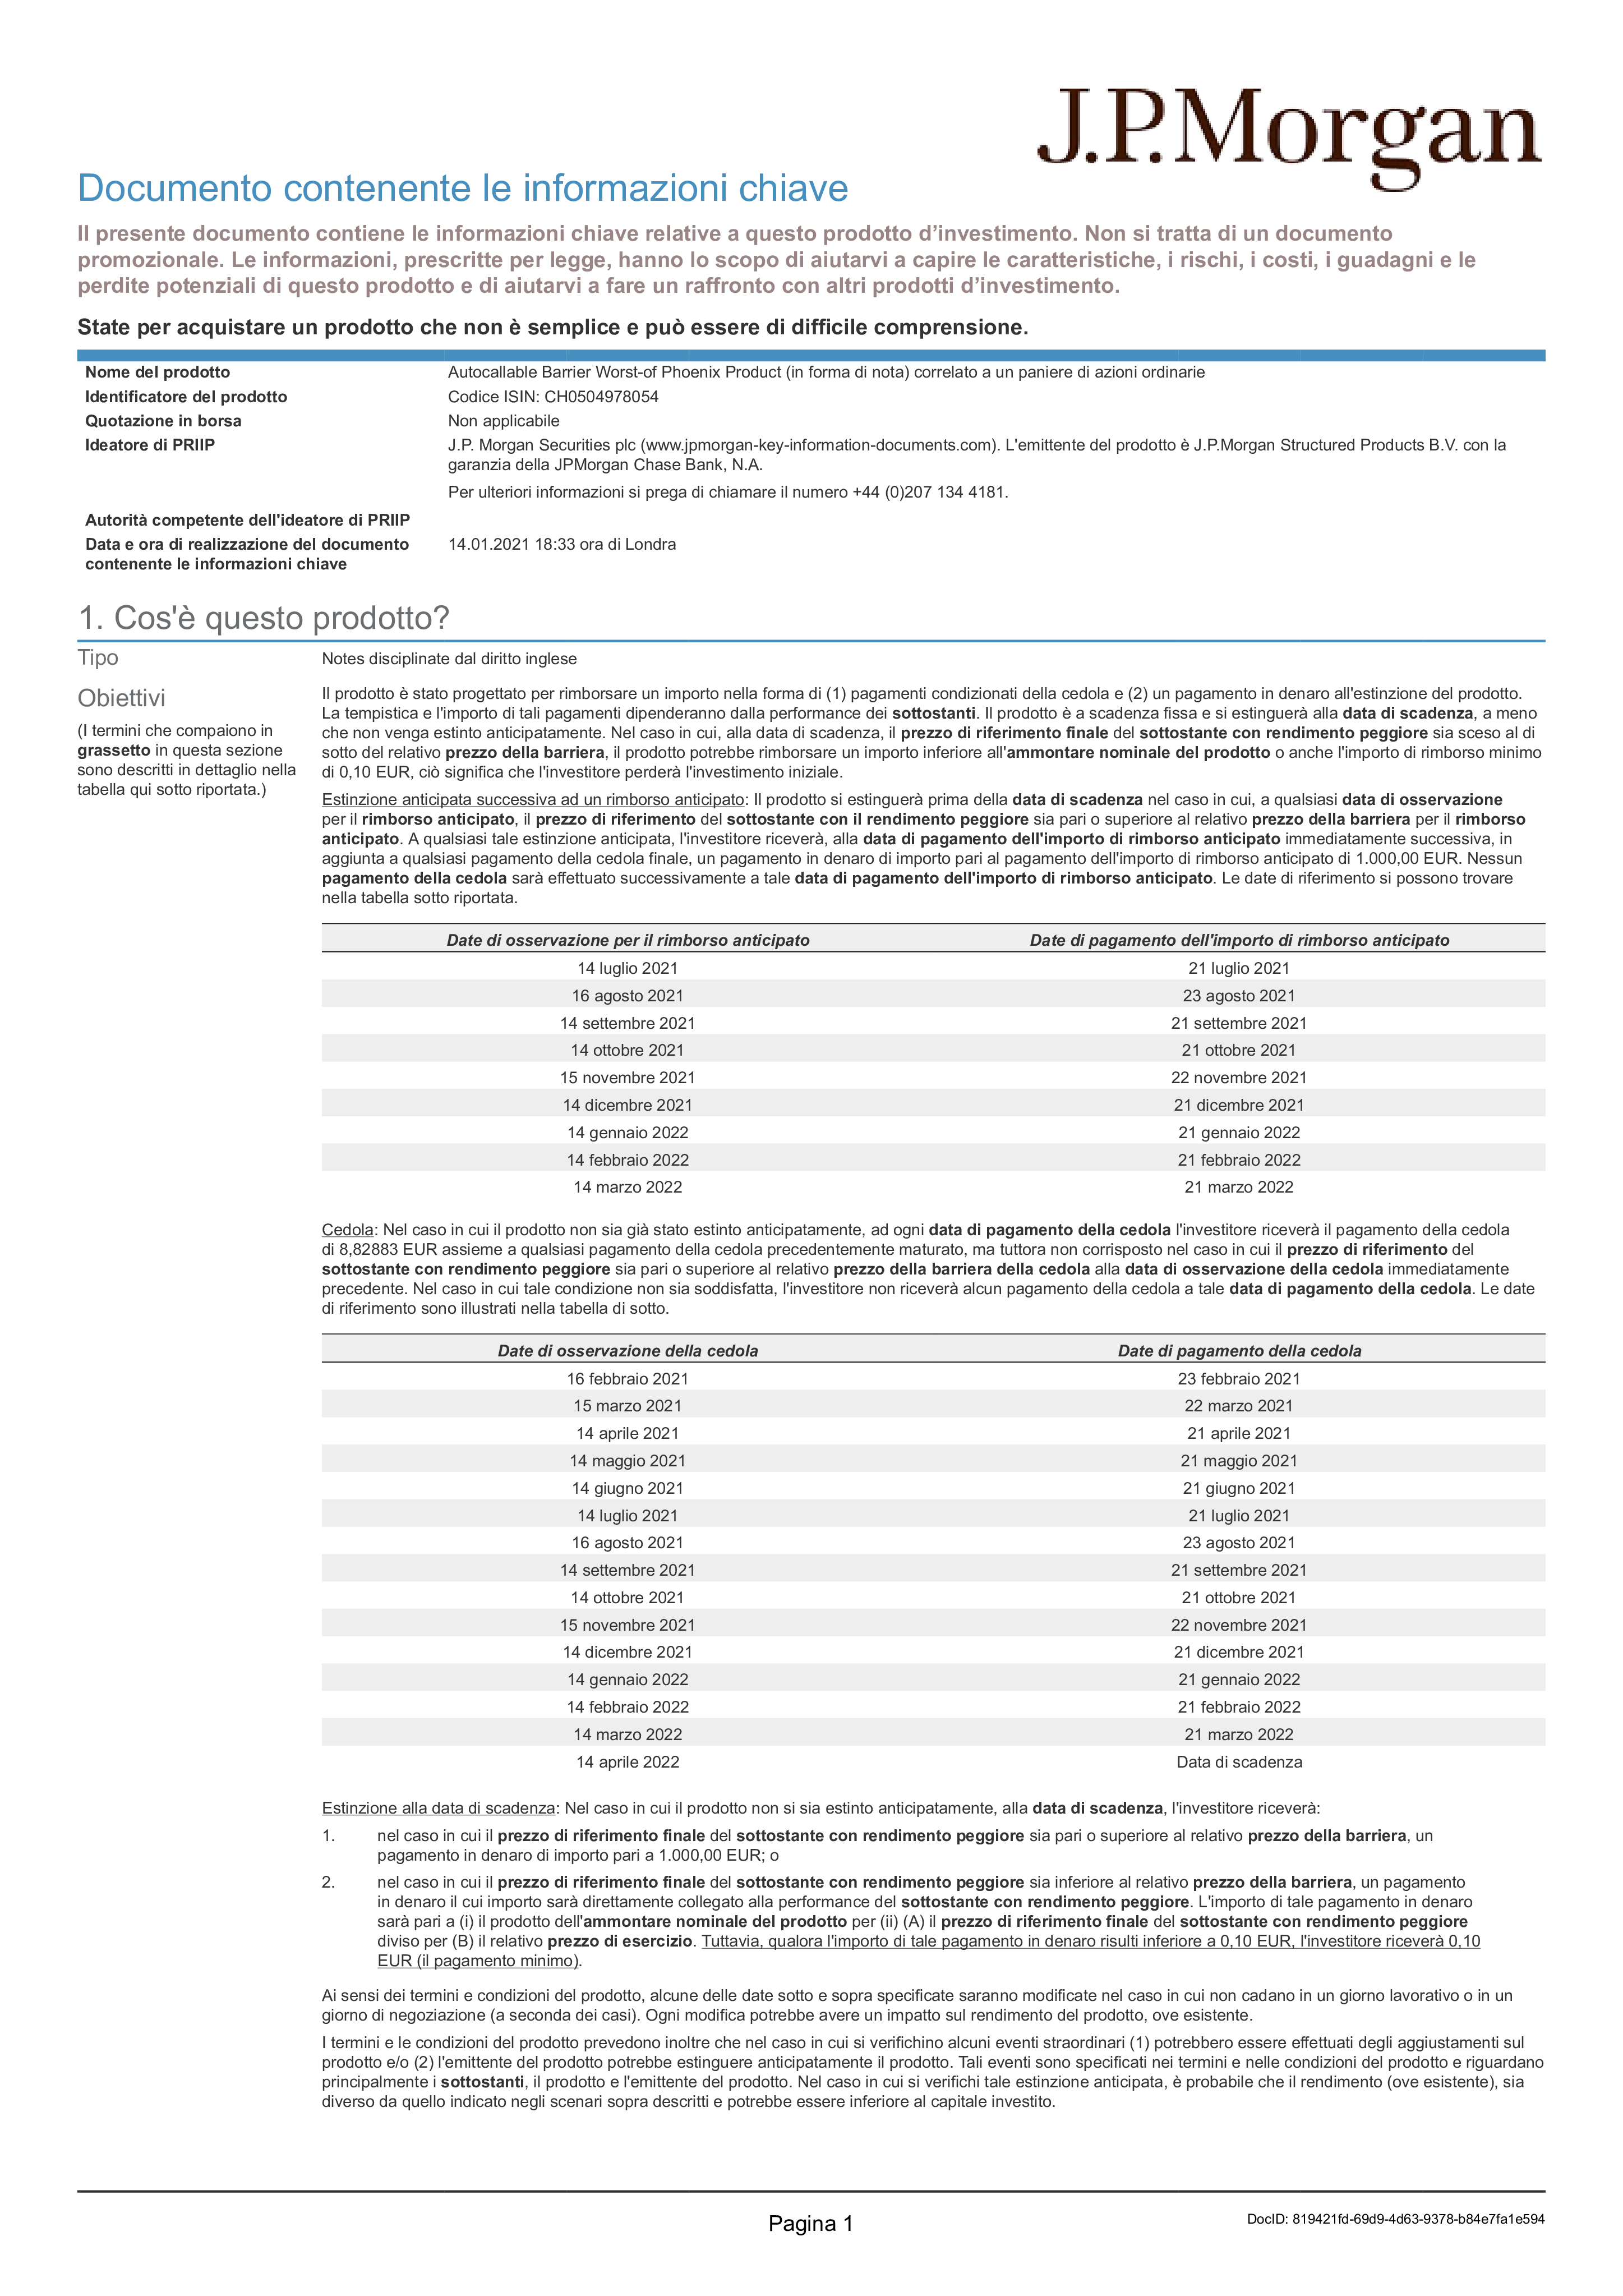 J.P.Morgan
Documento contenente le informazioni chiave
Il presente documento contiene le informazioni chiave relative a questo prodotto d’investimento. Non si tratta di un documento
promozionale. Le informazioni, prescritte per legge, hanno lo scopo di aiutarvi a capire le caratteristiche, i rischi, i costi, i guadagni e le
perdite potenziali di questo prodotto e di aiutarvi a fare un raffronto con altri prodotti d’investimento.
State per acquistare un prodotto che non è semplice e può essere di difficile comprensione.
Nome del prodotto Autocallable Barrier Worst-of Phoenix Product (in forma di nota) correlato a un paniere di azioni ordinarie
Identificatore del prodotto Codice ISIN: CH0504978054
Quotazione in borsa Non applicabile
Ideatore di PRIIP J.P. Morgan Securities plc (www.jpmorgan-key-information-documents.com). L'emittente del prodotto è J.P.Morgan Structured Products B.V. con la
garanzia della JPMorgan Chase Bank, N.A.
Per ulteriori informazioni si prega di chiamare il numero +44 (0)207 134 4181.
Autorità competente dell'ideatore di PRIIP
Data e ora di realizzazione del documento 14.01.2021 18:33 ora di Londra
contenente le informazioni chiave
1. Cos'è questo prodotto?
Tipo Notes disciplinate dal diritto inglese
Obiettivi
(I termini che compaiono in
grassetto in questa sezione
sono descritti in dettaglio nella
tabella qui sotto riportata.)
Il prodotto è stato progettato per rimborsare un importo nella forma di (1) pagamenti condizionati della cedola e (2) un pagamento in denaro all'estinzione del prodotto.
La tempistica e l'importo di tali pagamenti dipenderanno dalla performance dei sottostanti. Il prodotto è a scadenza fissa e si estinguerà alla data di scadenza, a meno
che non venga estinto anticipatamente. Nel caso in cui, alla data di scadenza, il prezzo di riferimento finale del sottostante con rendimento peggiore sia sceso al di
sotto del relativo prezzo della barriera, il prodotto potrebbe rimborsare un importo inferiore all'ammontare nominale del prodotto o anche l'importo di rimborso minimo
di 0,10 EUR, ciò significa che l'investitore perderà l'investimento iniziale.
Estinzione anticipata successiva ad un rimborso anticipato: Il prodotto si estinguerà prima della data di scadenza nel caso in cui, a qualsiasi data di osservazione
per il rimborso anticipato, il prezzo di riferimento del sottostante con il rendimento peggiore sia pari o superiore al relativo prezzo della barriera per il rimborso
anticipato. A qualsiasi tale estinzione anticipata, l'investitore riceverà, alla data di pagamento dell'importo di rimborso anticipato immediatamente successiva, in
aggiunta a qualsiasi pagamento della cedola finale, un pagamento in denaro di importo pari al pagamento dell'importo di rimborso anticipato di 1.000,00 EUR. Nessun
pagamento della cedola sarà effettuato successivamente a tale data di pagamento dell'importo di rimborso anticipato. Le date di riferimento si possono trovare
nella tabella sotto riportata.
Date di osservazione per il rimborso anticipato Date di pagamento dell'importo di rimborso anticipato
14 luglio 2021 21 luglio 2021
16 agosto 2021 23 agosto 2021
14 settembre 2021 21 settembre 2021
14 ottobre 2021 21 ottobre 2021
15 novembre 2021 22 novembre 2021
14 dicembre 2021 21 dicembre 2021
14 gennaio 2022 21 gennaio 2022
14 febbraio 2022 21 febbraio 2022
14 marzo 2022 21 marzo 2022
Cedola: Nel caso in cui il prodotto non sia già stato estinto anticipatamente, ad ogni data di pagamento della cedola l'investitore riceverà il pagamento della cedola
di 8,82883 EUR assieme a qualsiasi pagamento della cedola precedentemente maturato, ma tuttora non corrisposto nel caso in cui il prezzo di riferimento del
sottostante con rendimento peggiore sia pari o superiore al relativo prezzo della barriera della cedola alla data di osservazione della cedola immediatamente
precedente. Nel caso in cui tale condizione non sia soddisfatta, l'investitore non riceverà alcun pagamento della cedola a tale data di pagamento della cedola. Le date
di riferimento sono illustrati nella tabella di sotto.
Date di osservazione della cedola Date di pagamento della cedola
16 febbraio 2021 23 febbraio 2021
15 marzo 2021 22 marzo 2021
14 aprile 2021 21 aprile 2021
14 maggio 2021 21 maggio 2021
14 giugno 2021 21 giugno 2021
14 luglio 2021 21 luglio 2021
16 agosto 2021 23 agosto 2021
14 settembre 2021 21 settembre 2021
14 ottobre 2021 21 ottobre 2021
15 novembre 2021 22 novembre 2021
14 dicembre 2021 21 dicembre 2021
14 gennaio 2022 21 gennaio 2022
14 febbraio 2022 21 febbraio 2022
14 marzo 2022 21 marzo 2022
14 aprile 2022 Data di scadenza
Estinzione alla data di scadenza: Nel caso in cui il prodotto non si sia estinto anticipatamente, alla data di scadenza, l'investitore riceverà:
1. nel caso in cui il prezzo di riferimento finale del sottostante con rendimento peggiore sia pari o superiore al relativo prezzo della barriera, un
pagamento in denaro di importo pari a 1.000,00 EUR; o
2. nel caso in cui il prezzo di riferimento finale del sottostante con rendimento peggiore sia inferiore al relativo prezzo della barriera, un pagamento
in denaro il cui importo sarà direttamente collegato alla performance del sottostante con rendimento peggiore. L'importo di tale pagamento in denaro
sarà pari a (i) il prodotto dell'ammontare nominale del prodotto per (ii) (A) il prezzo di riferimento finale del sottostante con rendimento peggiore
diviso per (B) il relativo prezzo di esercizio. Tuttavia, qualora l'importo di tale pagamento in denaro risulti inferiore a 0,10 EUR, l'investitore riceverà 0,10
EUR (il pagamento minimo).
Ai sensi dei termini e condizioni del prodotto, alcune delle date sotto e sopra specificate saranno modificate nel caso in cui non cadano in un giorno lavorativo o in un
giorno di negoziazione (a seconda dei casi). Ogni modifica potrebbe avere un impatto sul rendimento del prodotto, ove esistente.
I termini e le condizioni del prodotto prevedono inoltre che nel caso in cui si verifichino alcuni eventi straordinari (1) potrebbero essere effettuati degli aggiustamenti sul
prodotto e/o (2) l'emittente del prodotto potrebbe estinguere anticipatamente il prodotto. Tali eventi sono specificati nei termini e nelle condizioni del prodotto e riguardano
principalmente i sottostanti, il prodotto e l'emittente del prodotto. Nel caso in cui si verifichi tale estinzione anticipata, è probabile che il rendimento (ove esistente), sia
diverso da quello indicato negli scenari sopra descritti e potrebbe essere inferiore al capitale investito.
Pagina 1
DocID: 819421fd-69d9-4d63-9378-b84e7fa1e594